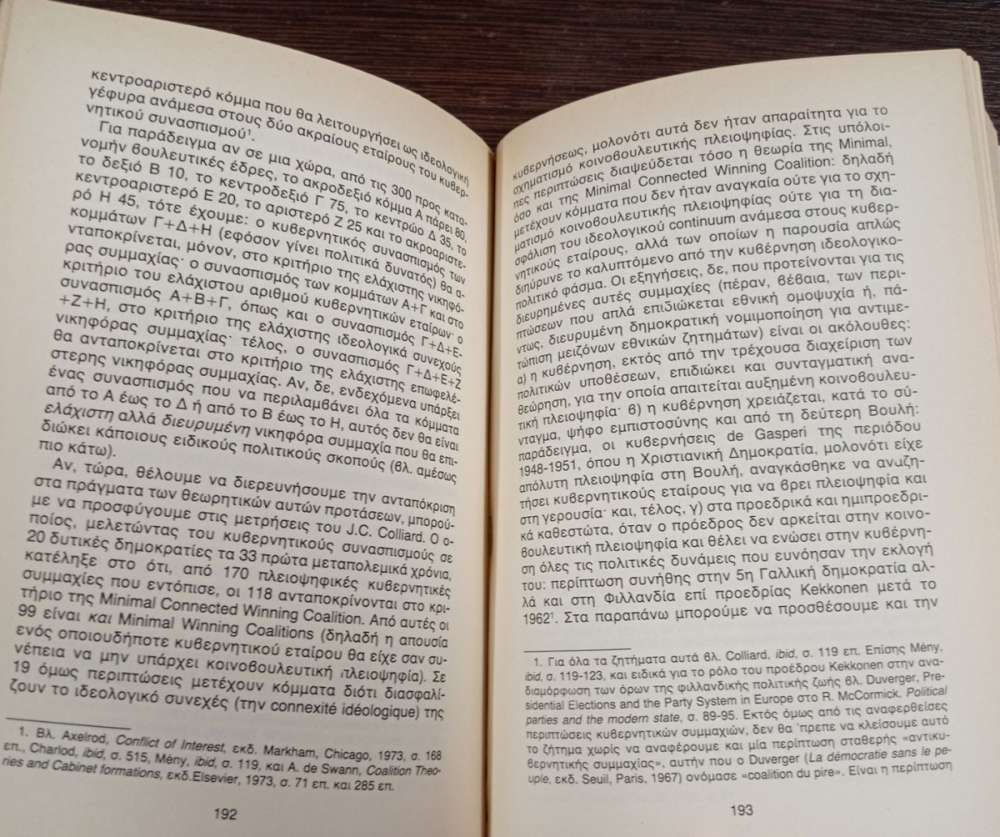 κεντροαριστερό κόμμα που θα λειτουργήσει ως ιδεολογική
γέφυρα ανάμεσα στους δύο ακραίους εταίρους του κυβερ-
νητικού συνασπισμού¹.
Για παράδειγμα αν σε μια χώρα, από τις 300 προς κατα-
νομήν βουλευτικές έδρες, το ακροδεξιό κόμμα Α πάρει 80,
το δεξιό Β 10, το κεντροδεξιό Γ 75, το κεντρώο Δ 35, το
κεντροαριστερό Ε 20, το αριστερό Ζ 25 και το ακροαριστε-
ρό Η 45, τότε έχουμε: ο κυβερνητικός συνασπισμός των
κομμάτων Γ+Δ+Η (εφόσον γίνει πολιτικά δυνατός) θα α-
νταποκρίνεται, μόνον, στο κριτήριο της ελάχιστης νικηφό-
ρας συμμαχίας· ο συνασπισμός των κομμάτων Α+Γ και στο
κριτήριο του ελάχιστου αριθμού κυβερνητικών εταίρων· ο
συνασπισμός Α+Β+Γ, όπως και ο συνασπισμός Γ+Δ+Ε-
+Ζ+Η, στο κριτήριο της ελάχιστης ιδεολογικά συνεχούς
νικηφόρας συμμαχίας· τέλος, ο συνασπισμός Γ+Δ+Ε+Ζ
θα ανταποκρίνεται στο κριτήριο της ελάχιστης επωφελέ-
στερης νικηφόρας συμμαχίας. Αν, δε, ενδεχόμενα υπάρξει
ένας συνασπισμός που να περιλαμβάνει όλα τα κόμματα
από το Α έως το Δ ή από το Β έως το Η, αυτός δεν θα είναι
ελάχιστη αλλά διευρυμένη νικηφόρα συμμαχία που θα επι-
διώκει κάποιους ειδικούς πολιτικούς σκοπούς (βλ. αμέσως
πιο κάτω).
Αν, τώρα, θέλουμε να διερευνήσουμε την ανταπόκριση
στα πράγματα των θεωρητικών αυτών προτάσεων, μπορού-
με να προσφύγουμε στις μετρήσεις του J.C. Colliard. Ο ο-
ποίος, μελετώντας του κυβερνητικούς συνασπισμούς σε
20 δυτικές δημοκρατίες τα 33 πρώτα μεταπολεμικά χρόνια,
κατέληξε στο ότι, από 170 πλειοψηφικές κυβερνητικές
συμμαχίες που εντόπισε, οι 118 ανταποκρίνονται στο κρι-
τήριο της Minimal Connected Winning Coalition. Από αυτές οι
99 είναι και Minimal Winning Coalitions (δηλαδή η απουσία
ενός οποιουδήποτε κυβερνητικού εταίρου θα είχε σαν συ-
νέπεια να μην υπάρχει κοινοβουλευτική πλειοψηφία). Σε
19 όμως περιπτώσεις μετέχουν κόμματα διότι διασφαλί-
ζουν το ιδεολογικό συνεχές (την connexité idéologique) της
1. Βλ. Axelrod, Conflict of Interest, εκδ. Markham, Chicago, 1973, σ. 168
επ., Charlod, ibid, σ. 515, Mény, ibid, σ. 119, και A. de Swann, Coalition Theo-
ries and Cabinet formations, εκδ. Elsevier, 1973, σ. 71 επ. και 285 επ.
192
κυβερνήσεως, μολονότι αυτά δεν ήταν απαραίτητα για το
σχηματισμό κοινοβουλευτικής πλειοψηφίας. Στις υπόλοι-
πες περιπτώσεις διαψεύδεται τόσο η θεωρία της Minimal,
όσο και της Minimal Connected Winning Coalition: δηλαδή
μετέχουν κόμματα που δεν ήταν αναγκαία ούτε για το σχη-
ματισμό κοινοβουλευτικής πλειοψηφίας ούτε για τη δια-
σφάλιση του ιδεολογικού continuum ανάμεσα στους κυβερ-
νητικούς εταίρους, αλλά των οποίων η παρουσία απλώς
διηύρυνε το καλυπτόμενο από την κυβέρνηση ιδεολογικο-
πολιτικό φάσμα. Οι εξηγήσεις, δε, που προτείνονται για τις
διευρημένες αυτές συμμαχίες (πέραν, βέβαια, των περι-
πτώσεων που απλά επιδιώκεται εθνική ομοψυχία ή, πά-
ντως, διευρυμένη δημοκρατική νομιμοποίηση για αντιμε-
τώπιση μειζόνων εθνικών ζητημάτων) είναι οι ακόλουθες:
α) η κυβέρνηση, εκτός από την τρέχουσα διαχείριση των
πολιτικών υποθέσεων, επιδιώκει και συνταγματική ανα-
θεώρηση, για την οποία απαιτείται αυξημένη κοινοβουλευ-
τική πλειοψηφία· β) η κυβέρνηση χρειάζεται, κατά το σύ-
νταγμα, ψήφο εμπιστοσύνης και από τη δεύτερη Βουλή:
παράδειγμα, οι κυβερνήσεις de Gasperi της περιόδου
1948-1951, όπου η Χριστιανική Δημοκρατία, μολονότι είχε
απόλυτη πλειοψηφία στη Βουλή, αναγκάσθηκε να ανωζη-
τήσει κυβερνητικούς εταίρους για να βρει πλειοψηφία και
στη γερουσία· και, τέλος, γ) στα προεδρικά και ημιπροεδρι-
κά καθεστώτα, όταν ο πρόεδρος δεν αρκείται στην κοινο-
βουλευτική πλειοψηφία και θέλει να ενώσει στην κυβέρνη-
ση όλες τις πολιτικές δυνάμεις που ευνόησαν την εκλογή
του: περίπτωση συνήθης στην 5η Γαλλική δημοκρατία αλ-
λά και στη Φιλλανδία επί προεδρίας Kekkonen μετά το
1962¹. Στα παραπάνω μπορούμε να προσθέσουμε και την
1. Για όλα τα ζητήματα αυτά βλ. Colliard, ibid, σ. 119 επ. Επίσης Mény,
ibid, σ. 119-123, και ειδικά για το ρόλο του προέδρου Kekkonen στην ανα-
διαμόρφωση των όρων της φιλλανδικής πολιτικής ζωής βλ. Duverger, Pre-
sidential Elections and the Party System in Europe στο R. McCormick. Political
parties and the modern state, σ. 89-95. Εκτός όμως από τις αναφερθείσες
περιπτώσεις κυβερνητικών συμμαχιών, δεν θα 'πρεπε να κλείσουμε αυτό
το ζήτημα χωρίς να αναφέρουμε και μία περίπτωση σταθερής «αντικυ-
βερνητικής συμμαχίας», αυτήν που ο Duverger (La démocratie sans le pe-
uple, εκδ. Seuil, Paris, 1967) ονόμασε «coalition du pire». Είναι η περίπτωση
193